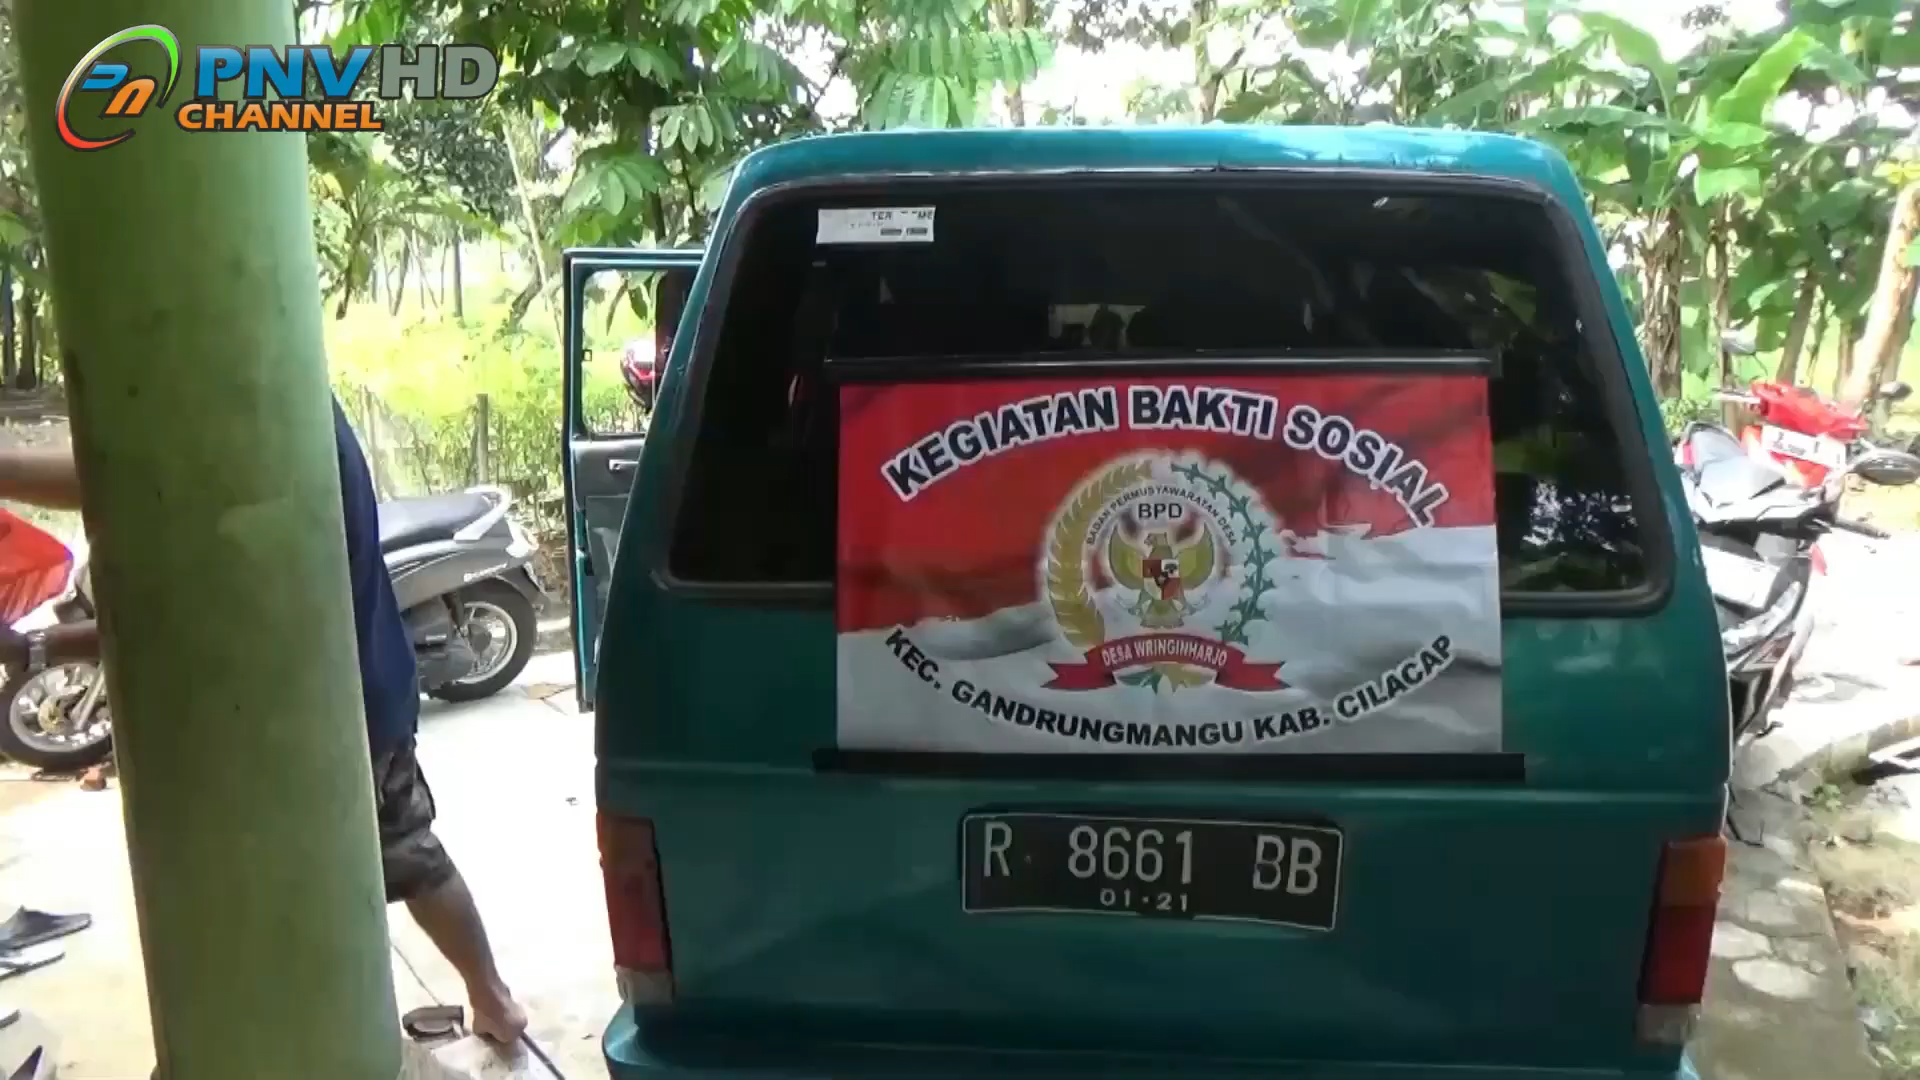 PNV HD
CHANNEL
KEGIATAN BAKTI SOSIAL
BADAN PERMUSYAWARATAN DESA
BPD
DESA WRINGINHARJO
KEC. GANDRUNGMANGU KAB. CILACAP
R 8661 BB
01·21